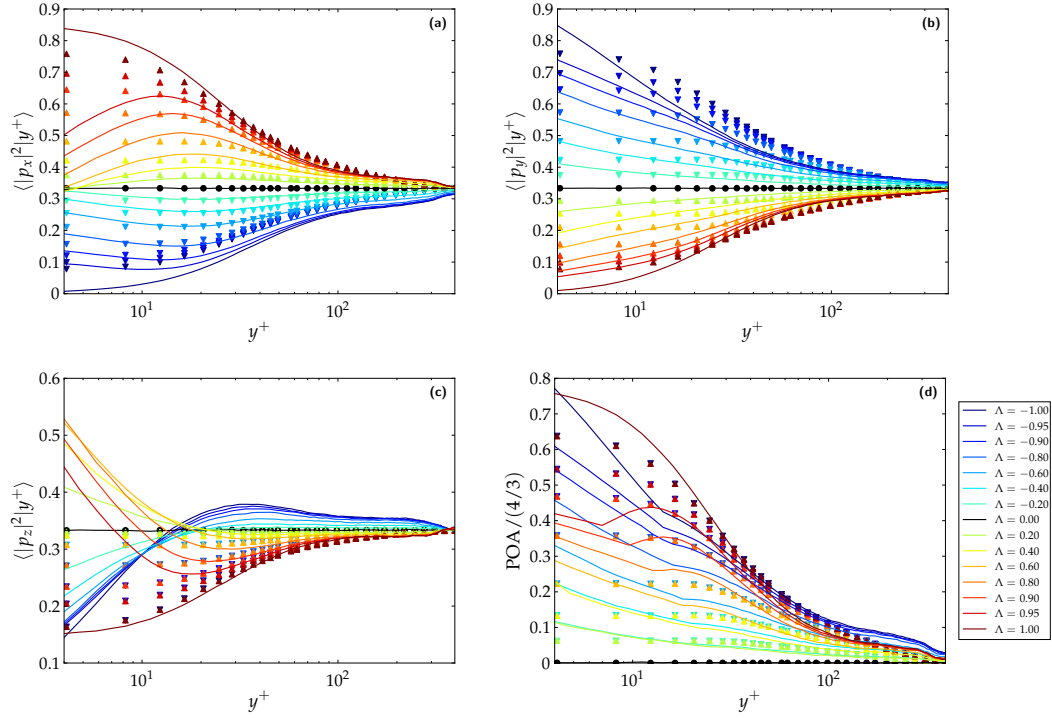 (a)
0.9
0.8
0.7
0.6
0.5
0.4
0.3
0.2
0.1
0
⟨|pₓ|²|y⁺⟩
10¹ 10²
y⁺
(b)
0.9
0.8
0.7
0.6
0.5
0.4
0.3
0.2
0.1
0
⟨|p_y|²|y⁺⟩
10¹ 10²
y⁺
(c)
0.6
0.5
0.4
0.3
0.2
0.1
⟨|p_z|²|y⁺⟩
10¹ 10²
y⁺
(d)
0.8
0.7
0.6
0.5
0.4
0.3
0.2
0.1
0
POA/(4/3)
10¹ 10²
y⁺
Λ = −1.00
Λ = −0.95
Λ = −0.90
Λ = −0.80
Λ = −0.60
Λ = −0.40
Λ = −0.20
Λ = 0.00
Λ = 0.20
Λ = 0.40
Λ = 0.60
Λ = 0.80
Λ = 0.90
Λ = 0.95
Λ = 1.00